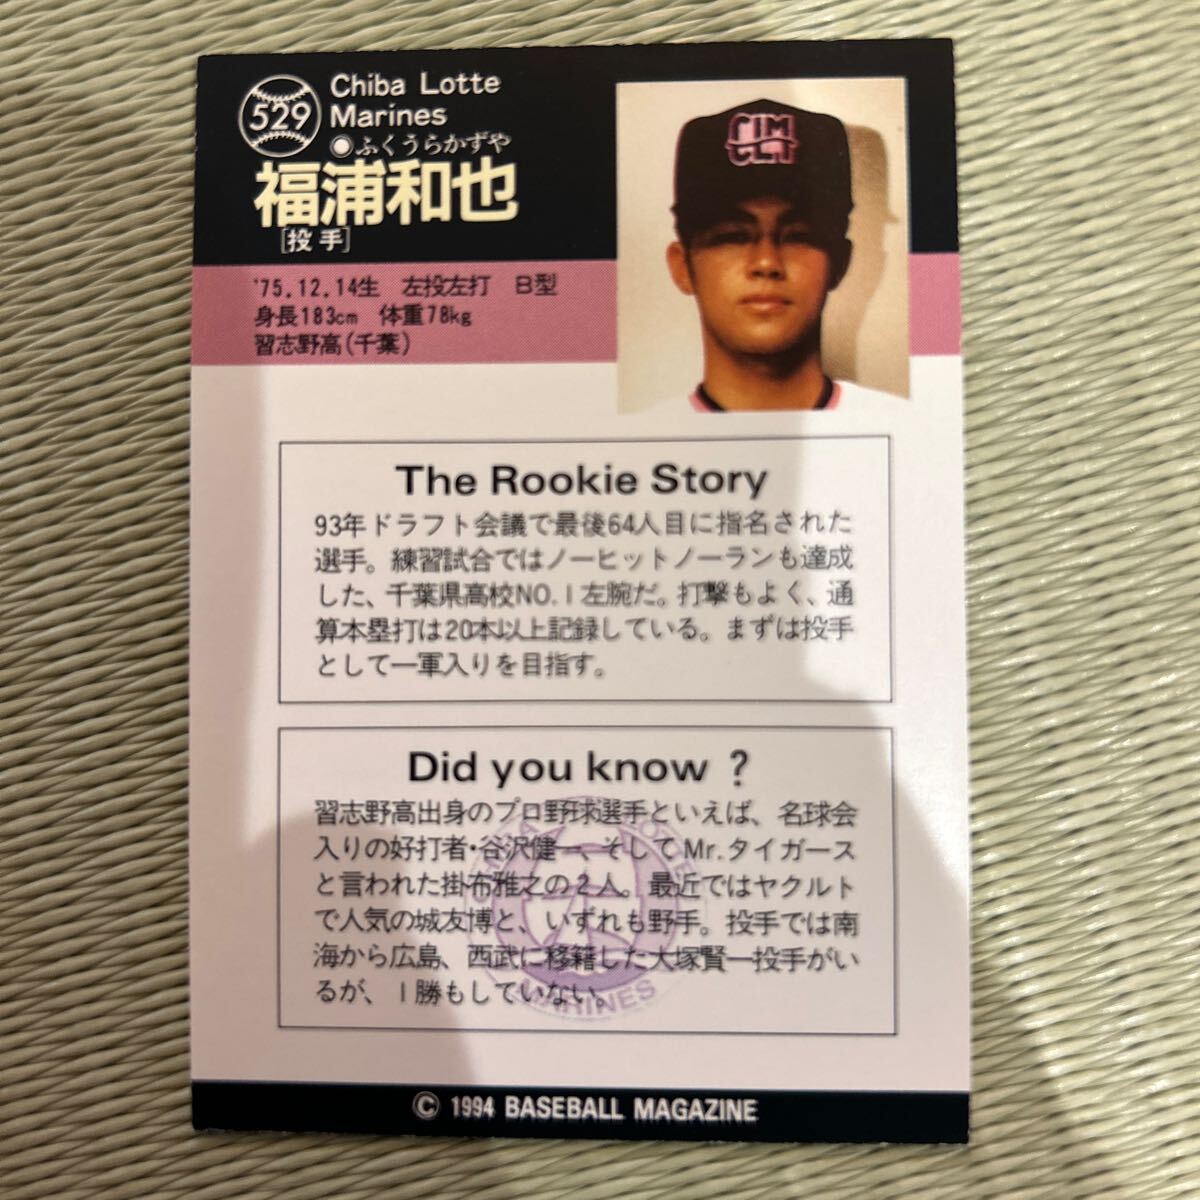 529
Chiba Lotte
Marines
◉ふくうらかずや
福浦和也
[投手]
'75.12.14生 左投左打 B型
身長183cm 体重78kg
習志野高(千葉)
CLM
The Rookie Story
93年ドラフト会議で最後64人目に指名された
選手。練習試合ではノーヒットノーランも達成
した、千葉県高校NO.1左腕だ。打撃もよく、通
算本塁打は20本以上記録している。まずは投手
として一軍入りを目指す。
Did you know ?
習志野高出身のプロ野球選手といえば、名球会
入りの好打者・谷沢健一、そしてMr.タイガース
と言われた掛布雅之の2人。最近ではヤクルト
で人気の城友博と、いずれも野手。投手では南
海から広島、西武に移籍した大塚賢一投手がい
るが、1勝もしていない。
CHIBA LOTTE
MARINES
© 1994 BASEBALL MAGAZINE